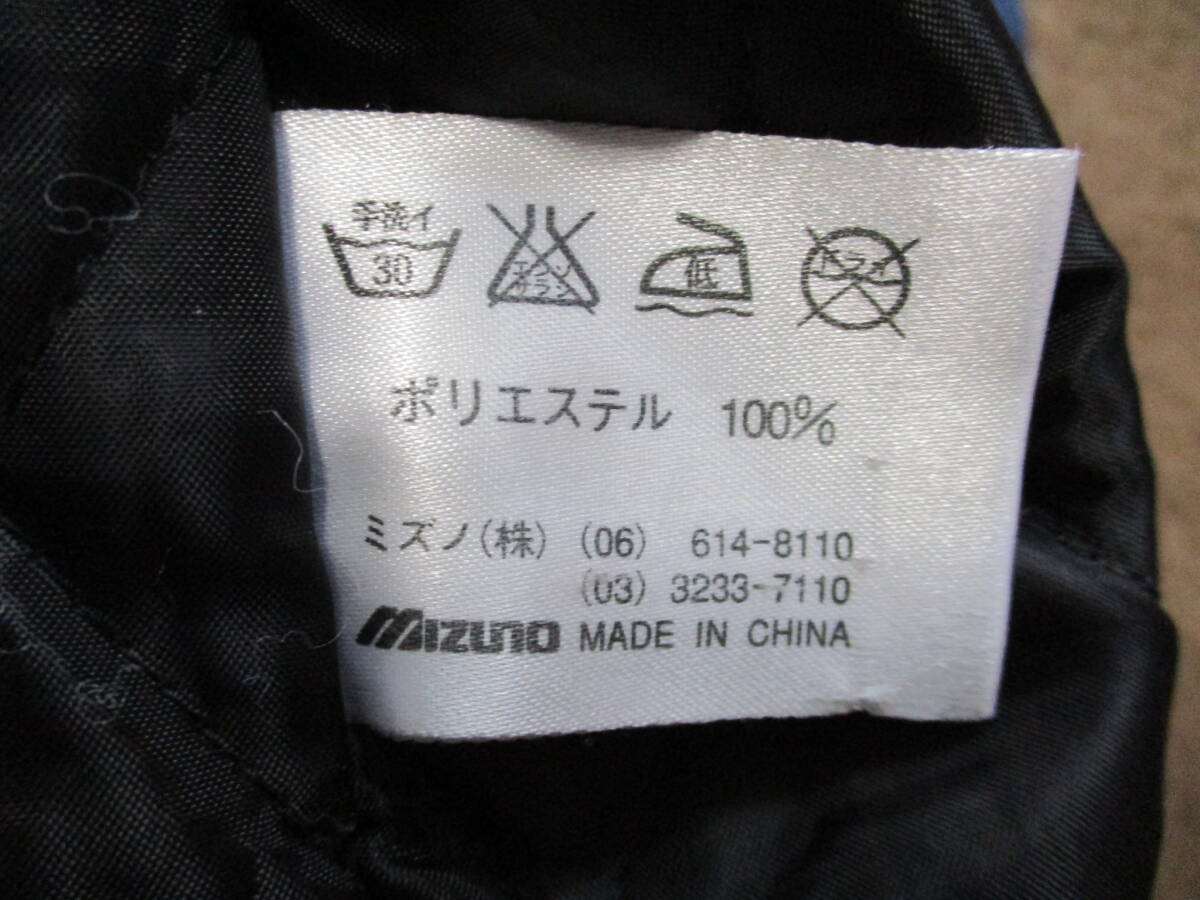 手洗イ
30
エンソ
サラシ
低
ドライ
ポリエステル 100%
ミズノ(株) (06) 614-8110
(03) 3233-7110
MIZUNO MADE IN CHINA